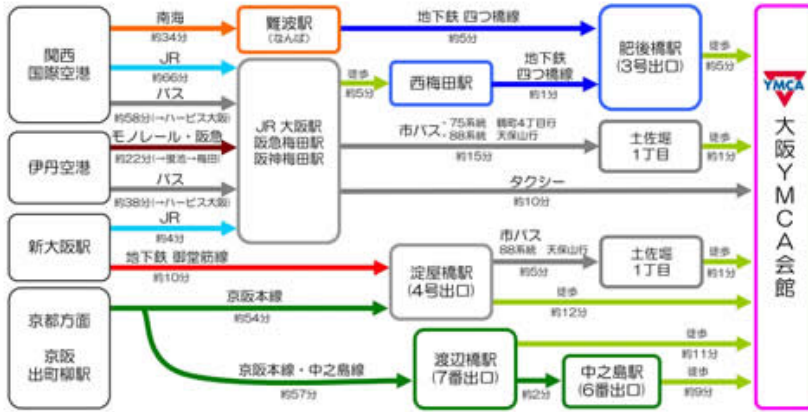 関西
国際空港
南海
約34分
難波駅
(なんば)
地下鉄 四つ橋線
約5分
肥後橋駅
(3号出口)
徒歩
約5分
JR
約66分
バス
約58分(→ハービス大阪)
JR 大阪駅
阪急梅田駅
阪神梅田駅
徒歩
約5分
西梅田駅
地下鉄
四つ橋線
約1分
伊丹空港
モノレール・阪急
約22分(→蛍池→梅田)
バス
約38分(→ハービス大阪)
市バス
・75系統 鶴町4丁目行
・88系統 天保山行
約15分
土佐堀
1丁目
徒歩
約1分
タクシー
約10分
新大阪駅
JR
約4分
地下鉄 御堂筋線
約10分
淀屋橋駅
(4号出口)
市バス
88系統 天保山行
約5分
土佐堀
1丁目
徒歩
約1分
徒歩
約12分
京都方面
京阪
出町柳駅
京阪本線
約54分
京阪本線・中之島線
約57分
渡辺橋駅
(7番出口)
徒歩
約11分
約2分
中之島駅
(6番出口)
徒歩
約9分
YMCA
大阪YMCA会館